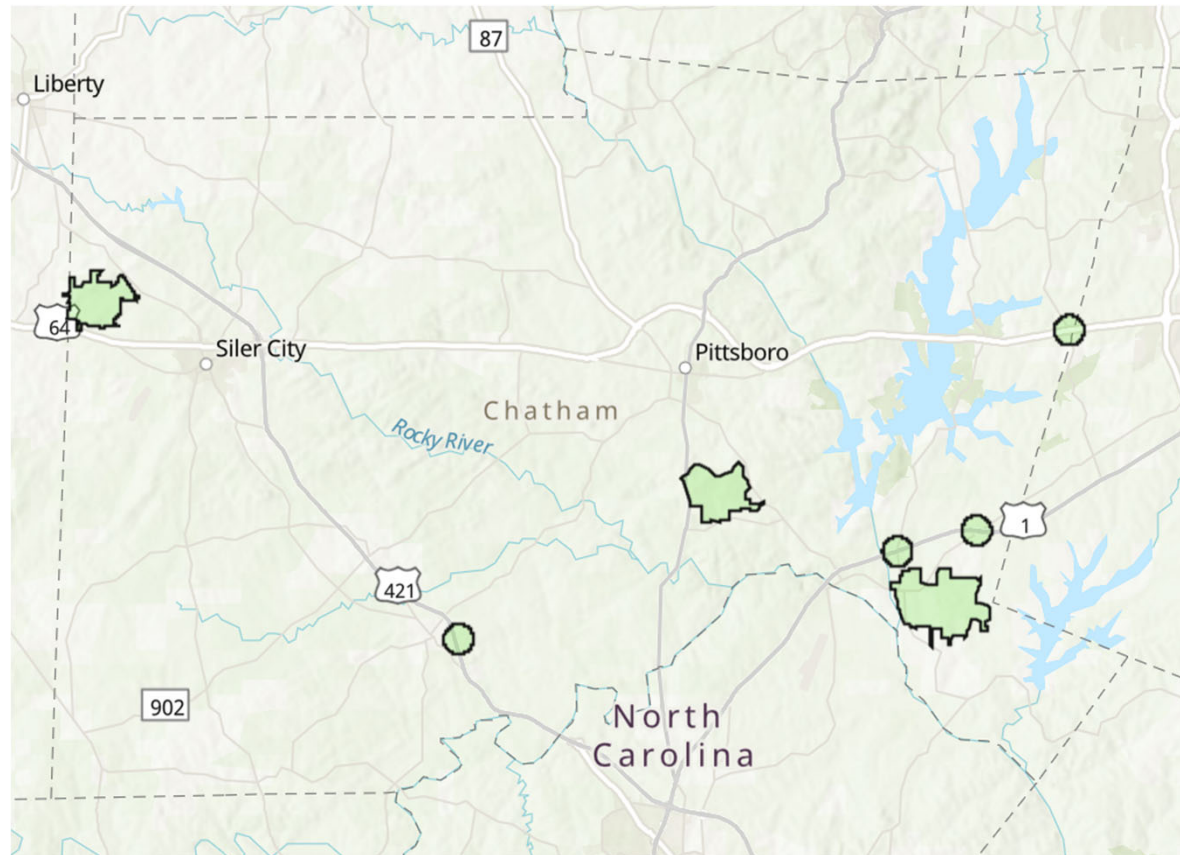 87
Liberty
64
Siler City
Pittsboro
Chatham
Rocky River
1
421
902
North
Carolina